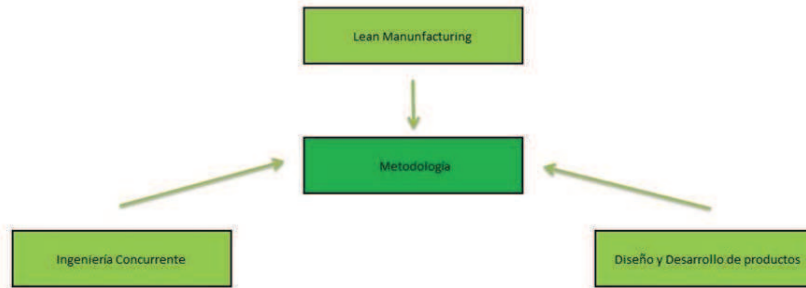 Lean Manunfacturing
Metodología
Ingeniería Concurrente
Diseño y Desarrollo de productos